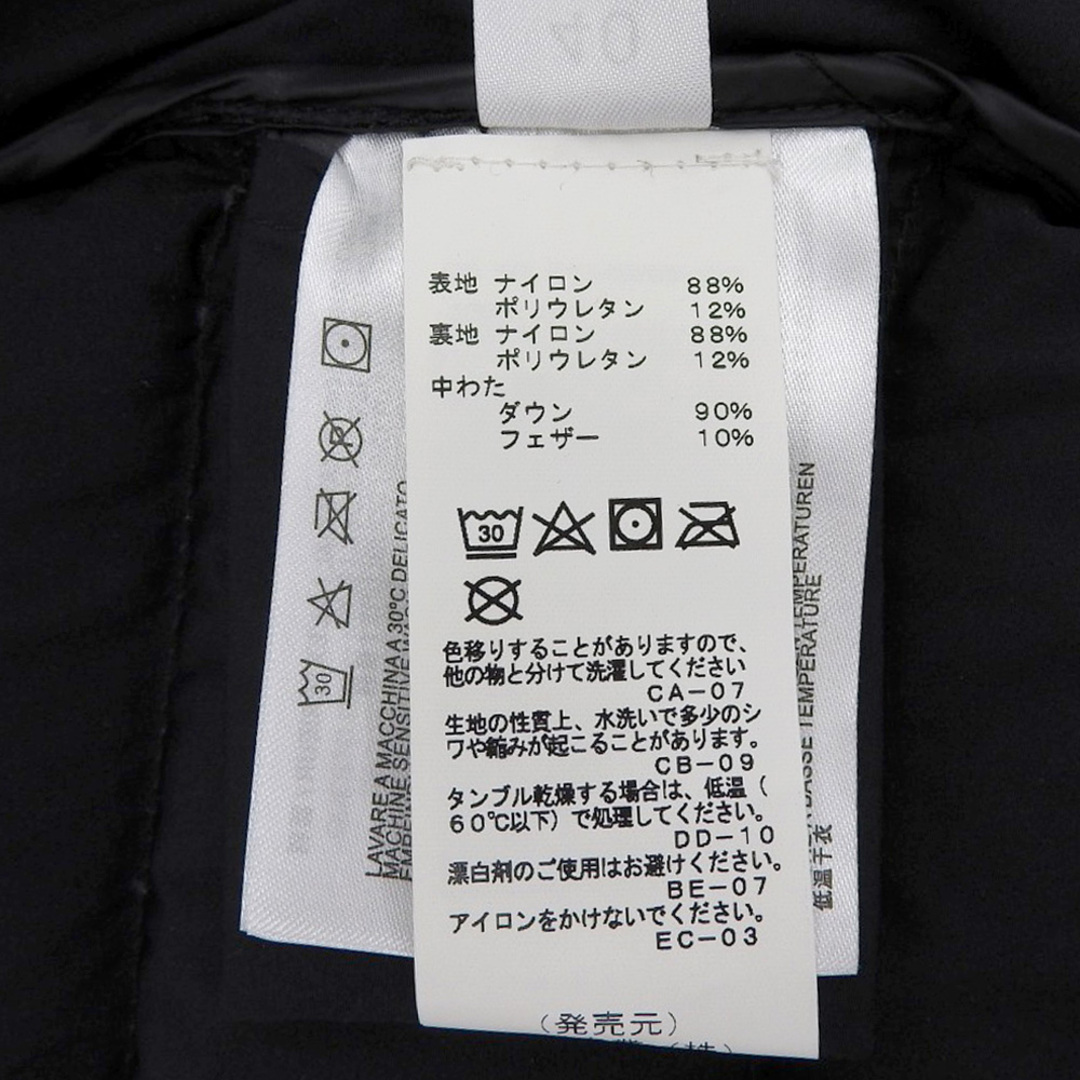 40
表地 ナイロン 88%
ポリウレタン 12%
裏地 ナイロン 88%
ポリウレタン 12%
中わた
ダウン 90%
フェザー 10%
30
色移りすることがありますので、
他の物と分けて洗濯してください
CA-07
生地の性質上、水洗いで多少のシ
ワや縮みが起こることがあります。
CB-09
タンブル乾燥する場合は、低温（
60℃以下）で処理してください。
DD-10
漂白剤のご使用はお避けください。
BE-07
アイロンをかけないでください。
EC-03
（発売元）
（株）
30
LAVARE A MACCHINA A 30°C DELICATO
MACHINE SENSITIVE
TEMPERATUREN
BASSE TEMPERATURE
低温干衣